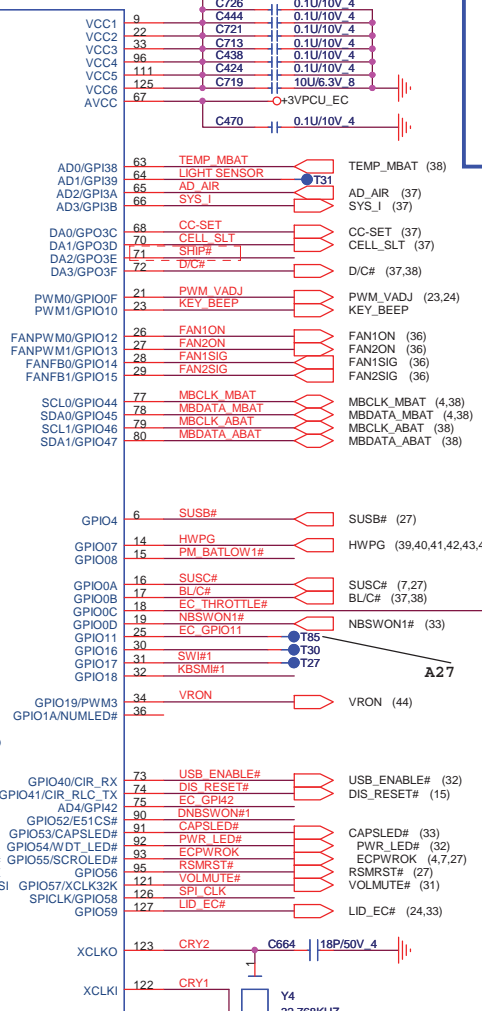 C726 0.1U/10V_4
VCC1 9 C444 0.1U/10V_4
VCC2 22 C721 0.1U/10V_4
VCC3 33 C713 0.1U/10V_4
VCC4 96 C438 0.1U/10V_4
VCC5 111 C424 0.1U/10V_4
VCC6 125 C719 10U/6.3V_8
AVCC 67 +3VPCU_EC
C470 0.1U/10V_4
AD0/GPI38 63 TEMP_MBAT TEMP_MBAT (38)
AD1/GPI39 64 LIGHT SENSOR T31
AD2/GPI3A 65 AD_AIR AD_AIR (37)
AD3/GPI3B 66 SYS_I SYS_I (37)
DA0/GPO3C 68 CC-SET CC-SET (37)
DA1/GPO3D 70 CELL_SLT CELL_SLT (37)
DA2/GPO3E 71 SHIP#
DA3/GPO3F 72 D/C# D/C# (37,38)
PWM0/GPIO0F 21 PWM_VADJ PWM_VADJ (23,24)
PWM1/GPIO10 23 KEY_BEEP KEY_BEEP
FANPWM0/GPIO12 26 FAN1ON FAN1ON (36)
FANPWM1/GPIO13 27 FAN2ON FAN2ON (36)
FANFB0/GPIO14 28 FAN1SIG FAN1SIG (36)
FANFB1/GPIO15 29 FAN2SIG FAN2SIG (36)
SCL0/GPIO44 77 MBCLK_MBAT MBCLK_MBAT (4,38)
SDA0/GPIO45 78 MBDATA_MBAT MBDATA_MBAT (4,38)
SCL1/GPIO46 79 MBCLK_ABAT MBCLK_ABAT (38)
SDA1/GPIO47 80 MBDATA_ABAT MBDATA_ABAT (38)
GPIO4 6 SUSB# SUSB# (27)
GPIO07 14 HWPG HWPG (39,40,41,42,43,4
GPIO08 15 PM_BATLOW1#
GPIO0A 16 SUSC# SUSC# (7,27)
GPIO0B 17 BL/C# BL/C# (37,38)
GPIO0C 18 EC_THROTTLE#
GPIO0D 19 NBSWON1# NBSWON1# (33)
GPIO11 25 EC_GPIO11 T85
GPIO16 30 T30
GPIO17 31 SWI#1 T27
GPIO18 32 KBSMI#1 A27
GPIO19/PWM3 34 VRON VRON (44)
GPIO1A/NUMLED# 36
GPIO40/CIR_RX 73 USB_ENABLE# USB_ENABLE# (32)
GPIO41/CIR_RLC_TX 74 DIS_RESET# DIS_RESET# (15)
AD4/GPI42 75 EC_GPI42
GPIO52/E51CS# 90 DNBSWON#1
GPIO53/CAPSLED# 91 CAPSLED# CAPSLED# (33)
GPIO54/WDT_LED# 92 PWR_LED# PWR_LED# (32)
GPIO55/SCROLED# 93 ECPWROK ECPWROK (4,7,27)
GPIO56 95 RSMRST# RSMRST# (27)
SI GPIO57/XCLK32K 121 VOLMUTE# VOLMUTE# (31)
SPICLK/GPIO58 126 SPI_CLK
GPIO59 127 LID_EC# LID_EC# (24,33)
XCLKO 123 CRY2 C664 18P/50V_4
1
XCLKI 122 CRY1
Y4
32.768KHZ